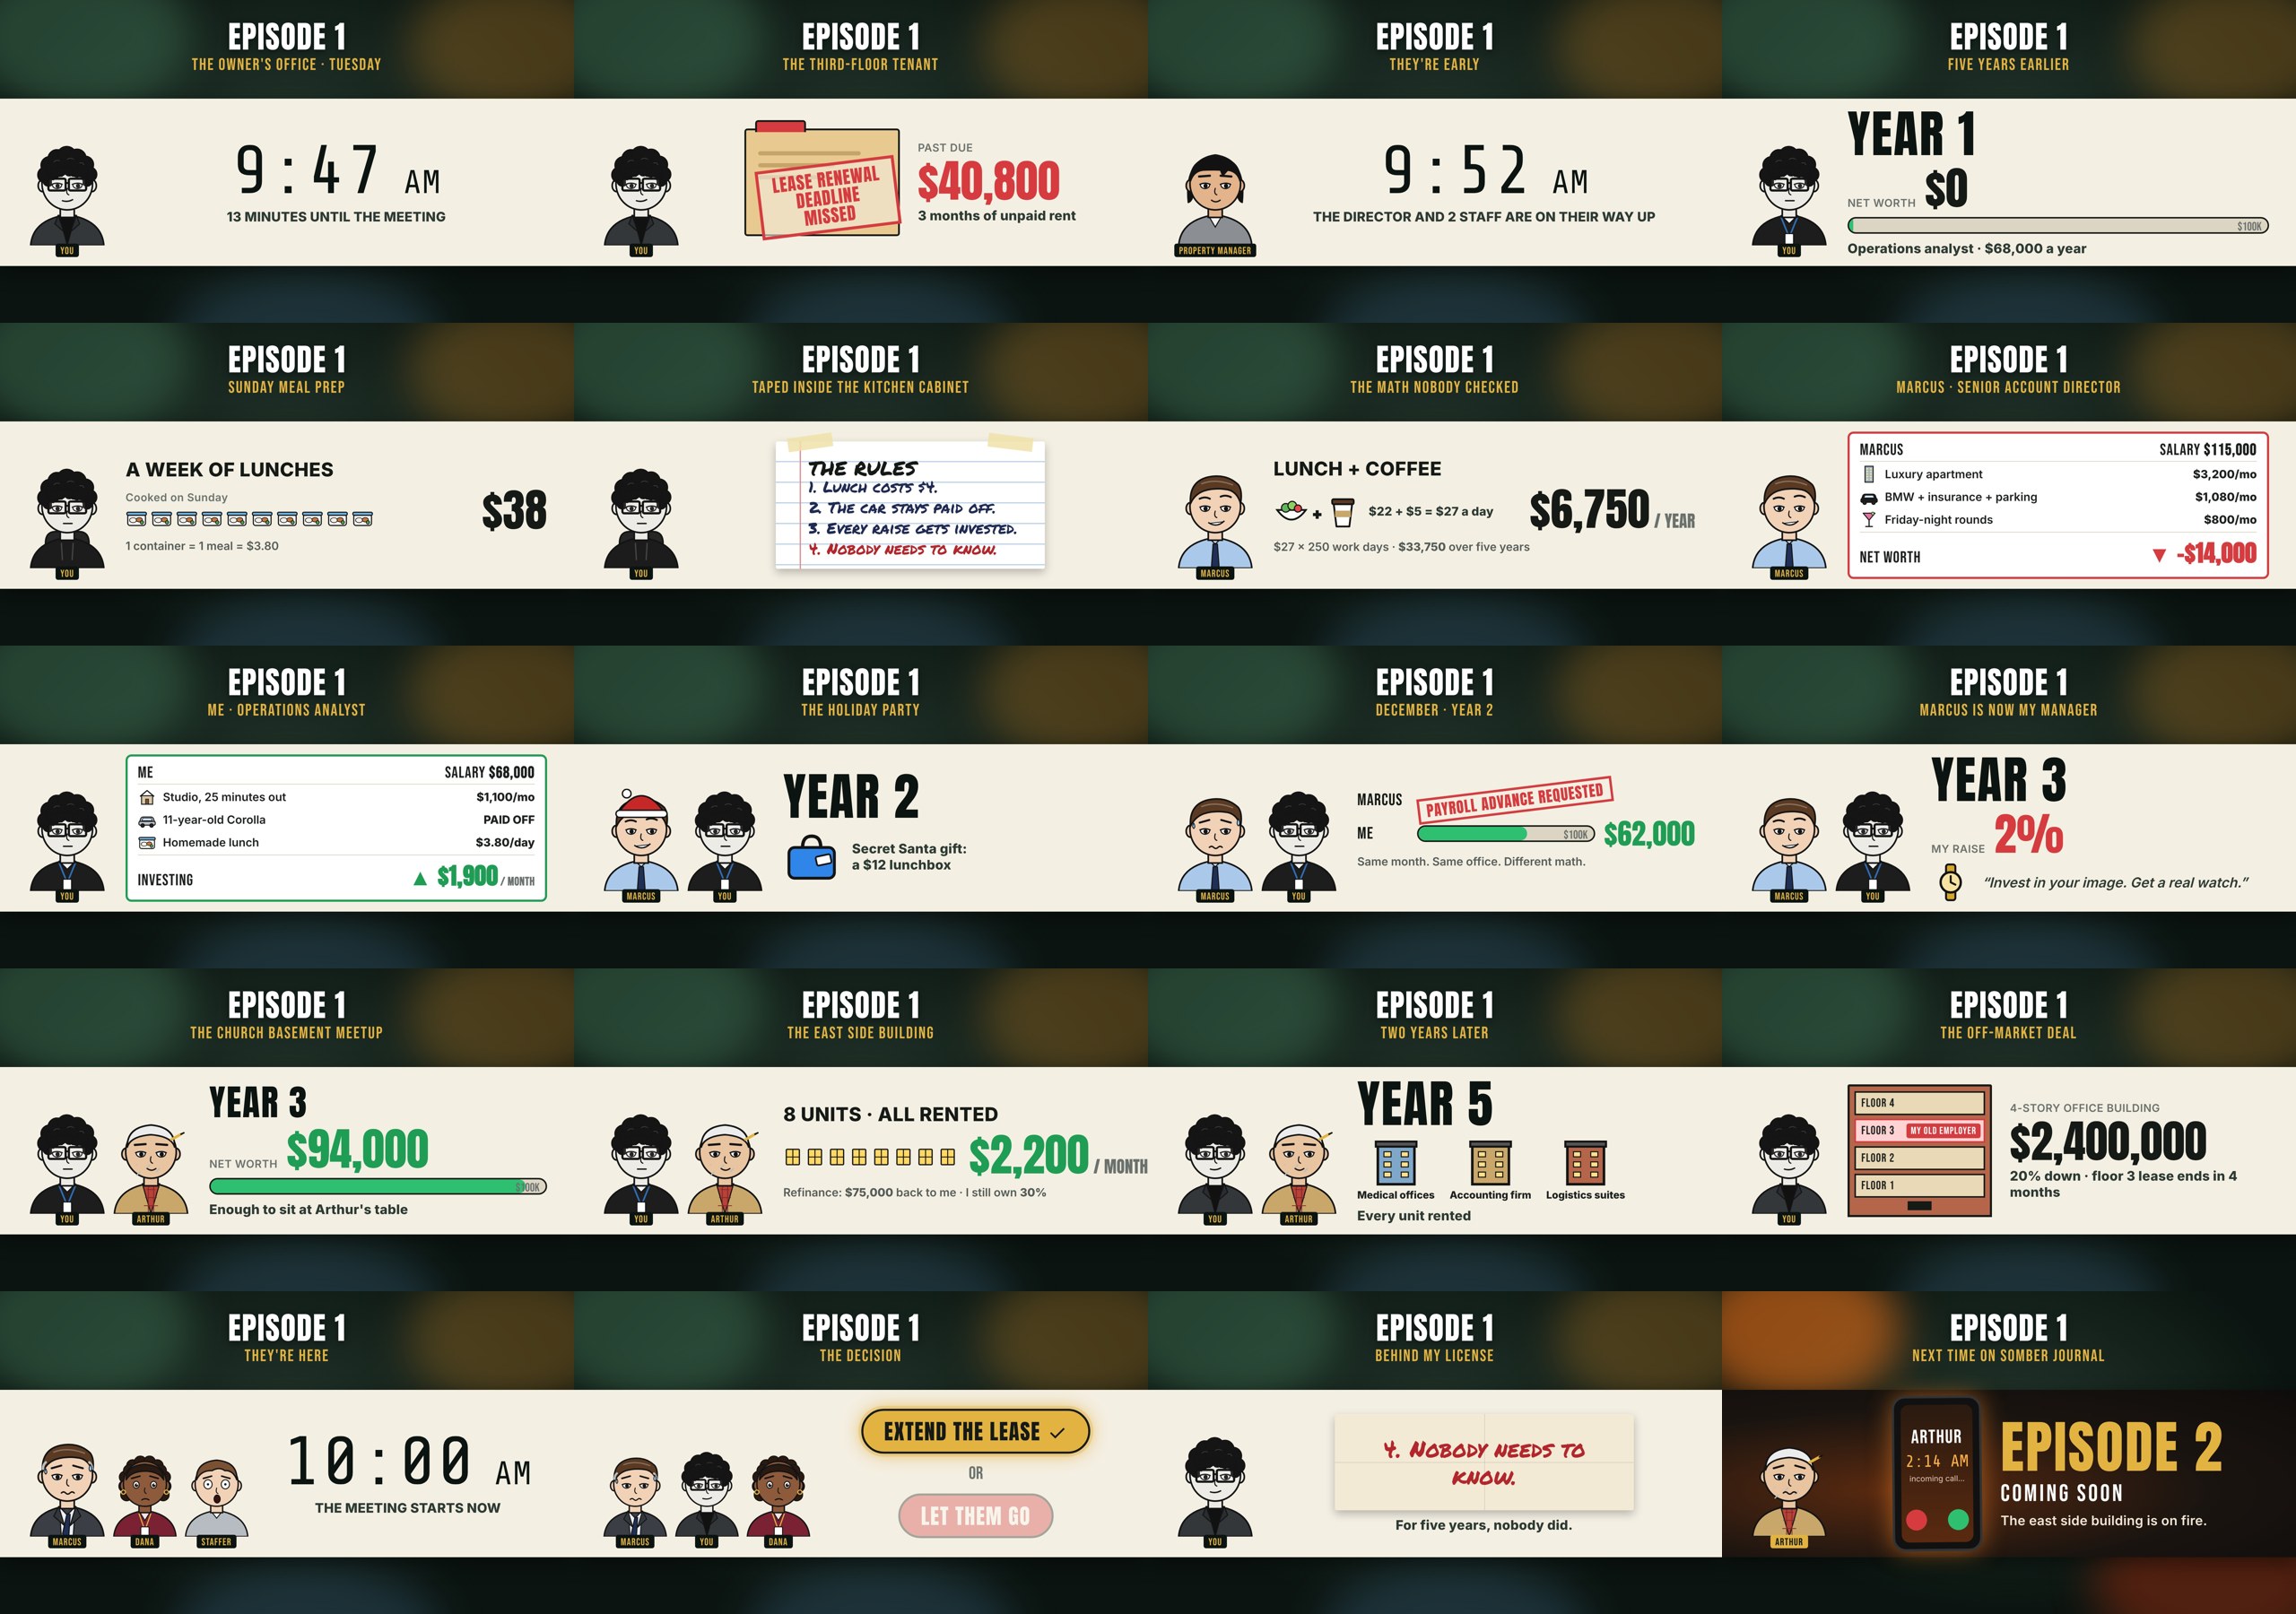 EPISODE 1
THE OWNER'S OFFICE · TUESDAY
9:47 AM
13 MINUTES UNTIL THE MEETING
YOU
EPISODE 1
THE THIRD-FLOOR TENANT
LEASE RENEWAL
DEADLINE
MISSED
PAST DUE
$40,800
3 months of unpaid rent
YOU
EPISODE 1
THEY'RE EARLY
9:52 AM
THE DIRECTOR AND 2 STAFF ARE ON THEIR WAY UP
PROPERTY MANAGER
EPISODE 1
FIVE YEARS EARLIER
YEAR 1
NET WORTH $0
$100K
Operations analyst · $68,000 a year
YOU
EPISODE 1
SUNDAY MEAL PREP
A WEEK OF LUNCHES
Cooked on Sunday
$38
1 container = 1 meal = $3.80
YOU
EPISODE 1
TAPED INSIDE THE KITCHEN CABINET
THE RULES
1. LUNCH COSTS $4.
2. THE CAR STAYS PAID OFF.
3. EVERY RAISE GETS INVESTED.
4. NOBODY NEEDS TO KNOW.
YOU
EPISODE 1
THE MATH NOBODY CHECKED
LUNCH + COFFEE
+ $22 + $5 = $27 a day
$6,750 / YEAR
$27 × 250 work days · $33,750 over five years
MARCUS
EPISODE 1
MARCUS · SENIOR ACCOUNT DIRECTOR
MARCUS SALARY $115,000
Luxury apartment $3,200/mo
BMW + insurance + parking $1,080/mo
Friday-night rounds $800/mo
NET WORTH ▼ -$14,000
MARCUS
EPISODE 1
ME · OPERATIONS ANALYST
ME SALARY $68,000
Studio, 25 minutes out $1,100/mo
11-year-old Corolla PAID OFF
Homemade lunch $3.80/day
INVESTING ▲ $1,900 / MONTH
YOU
EPISODE 1
THE HOLIDAY PARTY
YEAR 2
Secret Santa gift:
a $12 lunchbox
MARCUS
YOU
EPISODE 1
DECEMBER · YEAR 2
MARCUS PAYROLL ADVANCE REQUESTED
ME $100K $62,000
Same month. Same office. Different math.
MARCUS
YOU
EPISODE 1
MARCUS IS NOW MY MANAGER
YEAR 3
MY RAISE 2%
“Invest in your image. Get a real watch.”
MARCUS
YOU
EPISODE 1
THE CHURCH BASEMENT MEETUP
YEAR 3
NET WORTH $94,000
$100K
Enough to sit at Arthur's table
YOU
ARTHUR
EPISODE 1
THE EAST SIDE BUILDING
8 UNITS · ALL RENTED
$2,200 / MONTH
Refinance: $75,000 back to me · I still own 30%
YOU
ARTHUR
EPISODE 1
TWO YEARS LATER
YEAR 5
Medical offices
Accounting firm
Logistics suites
Every unit rented
YOU
ARTHUR
EPISODE 1
THE OFF-MARKET DEAL
FLOOR 4
FLOOR 3 MY OLD EMPLOYER
FLOOR 2
FLOOR 1
4-STORY OFFICE BUILDING
$2,400,000
20% down · floor 3 lease ends in 4
months
YOU
EPISODE 1
THEY'RE HERE
10:00 AM
THE MEETING STARTS NOW
MARCUS
DANA
STAFFER
EPISODE 1
THE DECISION
EXTEND THE LEASE ✓
OR
LET THEM GO
MARCUS
YOU
DANA
EPISODE 1
BEHIND MY LICENSE
4. NOBODY NEEDS TO
KNOW.
For five years, nobody did.
YOU
EPISODE 1
NEXT TIME ON SOMBER JOURNAL
ARTHUR
2:14 AM
incoming call...
EPISODE 2
COMING SOON
The east side building is on fire.
ARTHUR